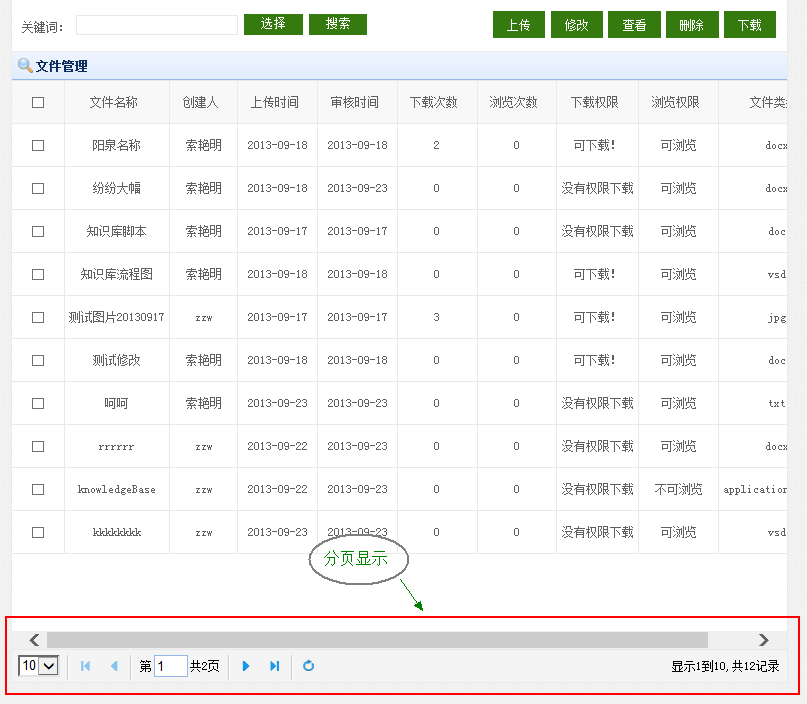 关键词： 选择 搜索 上传 修改 查看 删除 下载
文件管理
文件名称 创建人 上传时间 审核时间 下载次数 浏览次数 下载权限 浏览权限 文件类
阳泉名称 索艳明 2013-09-18 2013-09-18 2 0 可下载! 可浏览 docx
纷纷大幅 索艳明 2013-09-18 2013-09-23 0 0 没有权限下载 可浏览 docx
知识库脚本 索艳明 2013-09-17 2013-09-17 0 0 没有权限下载 可浏览 doc
知识库流程图 索艳明 2013-09-18 2013-09-18 0 0 可下载! 可浏览 vsd
测试图片20130917 zzw 2013-09-17 2013-09-17 3 0 可下载! 可浏览 jpg
测试修改 索艳明 2013-09-18 2013-09-18 0 0 可下载! 可浏览 doc
呵呵 索艳明 2013-09-23 2013-09-23 0 0 没有权限下载 可浏览 txt
rrrrrr zzw 2013-09-22 2013-09-23 0 0 没有权限下载 可浏览 docx
knowledgeBase zzw 2013-09-22 2013-09-23 0 0 没有权限下载 不可浏览 application
kkkkkkkk zzw 2013-09-23 2013-09-23 0 0 没有权限下载 可浏览 vsd
分页显示
10 第 1 共2页 显示1到10, 共12记录